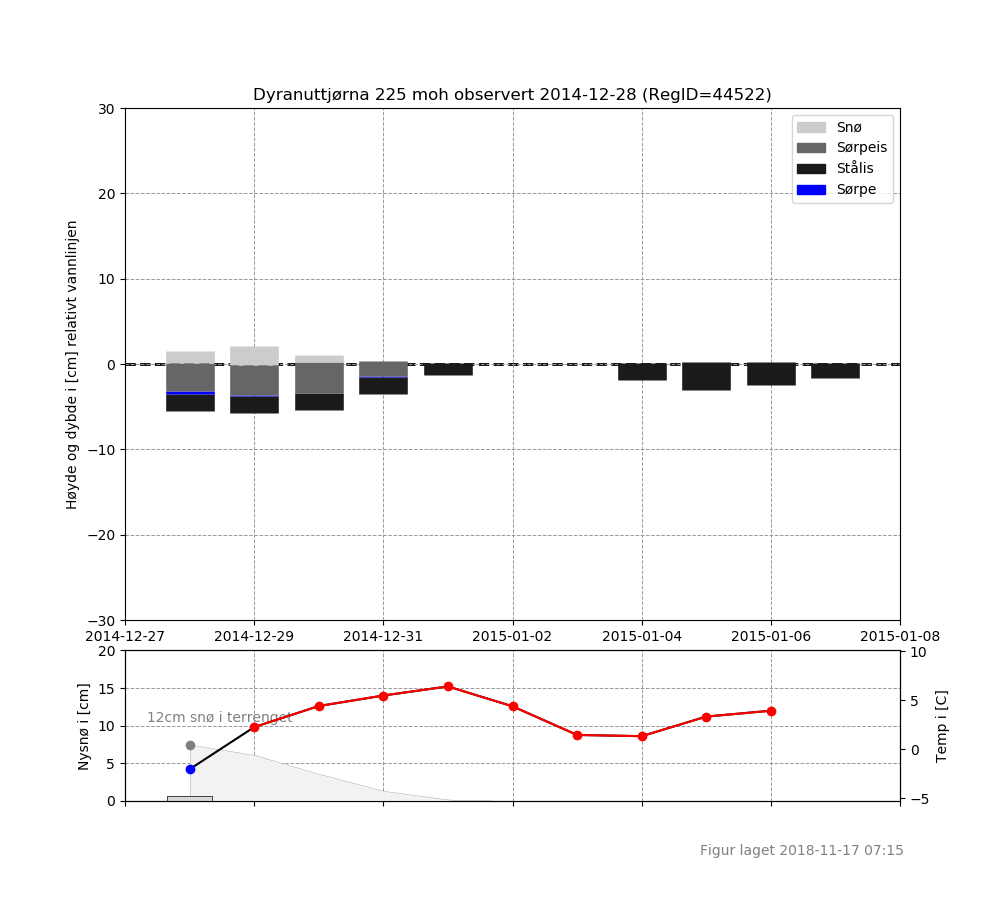 Dyranuttjørna 225 moh observert 2014-12-28 (RegID=44522)
Høyde og dybde i [cm] relativt vannlinjen
30
20
10
0
−10
−20
−30
Snø
Sørpeis
Stålis
Sørpe
2014-12-27 2014-12-29 2014-12-31 2015-01-02 2015-01-04 2015-01-06 2015-01-08
Nysnø i [cm]
20
15
10
5
0
12cm snø i terrenget
10
5
0
−5
Temp i [C]
Figur laget 2018-11-17 07:15